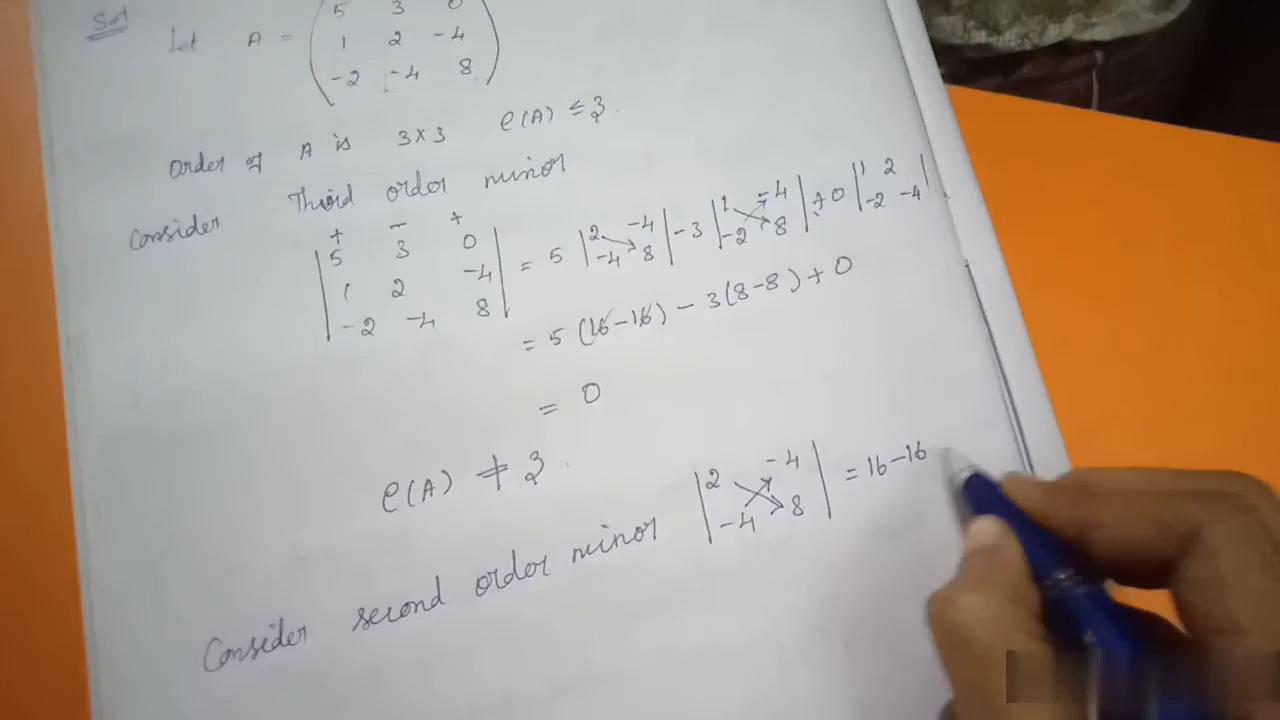 Sol
Let A = ( 5 3 0
1 2 -4
-2 -4 8 )
Order of A is 3×3 ρ(A) ≤ 3.
Consider Third order minor
+ - +
| 5 3 0
1 2 -4
-2 -4 8 | = 5 | 2 -4
-4 8 | - 3 | 1 -4
-2 8 | + 0 | 1 2
-2 -4 |
= 5 (16-16) - 3(8-8) + 0
= 0
ρ(A) ≠ 3.
Consider second order minor | 2 -4
-4 8 | = 16-16